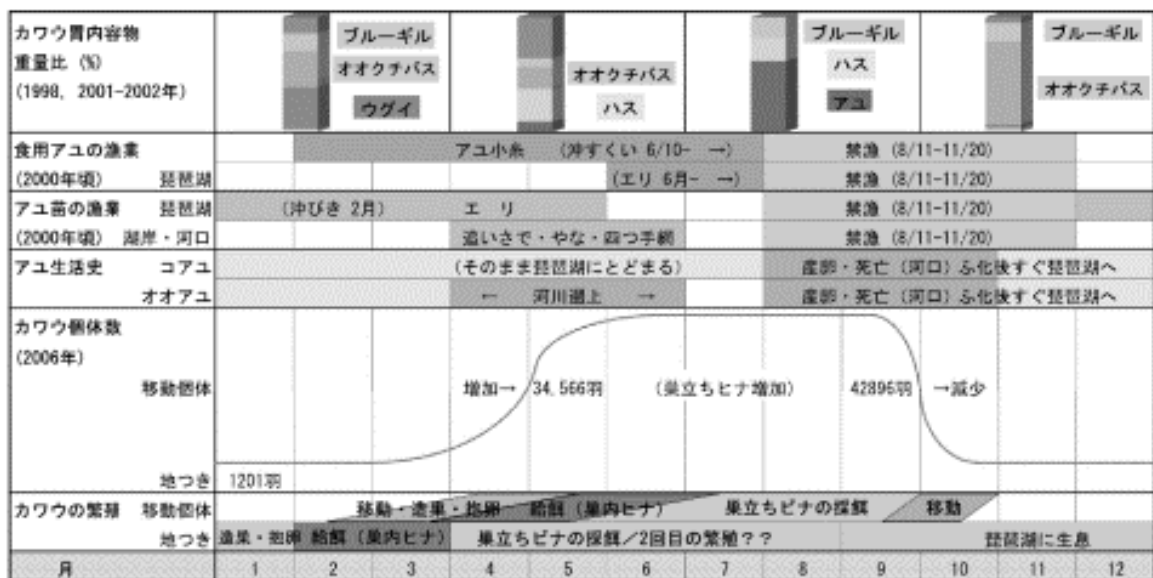 カワウ胃内容物
重量比 (%)
(1998, 2001-2002年)
ブルーギル
オオクチバス
ウグイ
オオクチバス
ハス
ブルーギル
ハス
アユ
ブルーギル
オオクチバス
食用アユの漁業
アユ小糸 (沖すくい 6/10- →)
禁漁 (8/11-11/20)
(2000年頃) 琵琶湖
(エリ 6月- →)
禁漁 (8/11-11/20)
アユ苗の漁業 琵琶湖
(沖びき 2月) エリ
禁漁 (8/11-11/20)
(2000年頃) 湖岸・河口
追いさで・やな・四つ手網
禁漁 (8/11-11/20)
アユ生活史 コアユ
(そのまま琵琶湖にとどまる)
産卵・死亡 (河口) ふ化後すぐ琵琶湖へ
オオアユ
← 河川遡上 →
産卵・死亡 (河口) ふ化後すぐ琵琶湖へ
カワウ個体数
(2006年)
移動個体
増加→ 34,566羽 (巣立ちヒナ増加) 42896羽 →減少
地つき 1201羽
カワウの繁殖 移動個体
移動・造巣・抱卵 給餌 (巣内ヒナ) 巣立ちヒナの採餌 移動
地つき 造巣・抱卵 給餌 (巣内ヒナ) 巣立ちヒナの採餌/2回目の繁殖?? 琵琶湖に生息
月 1 2 3 4 5 6 7 8 9 10 11 12